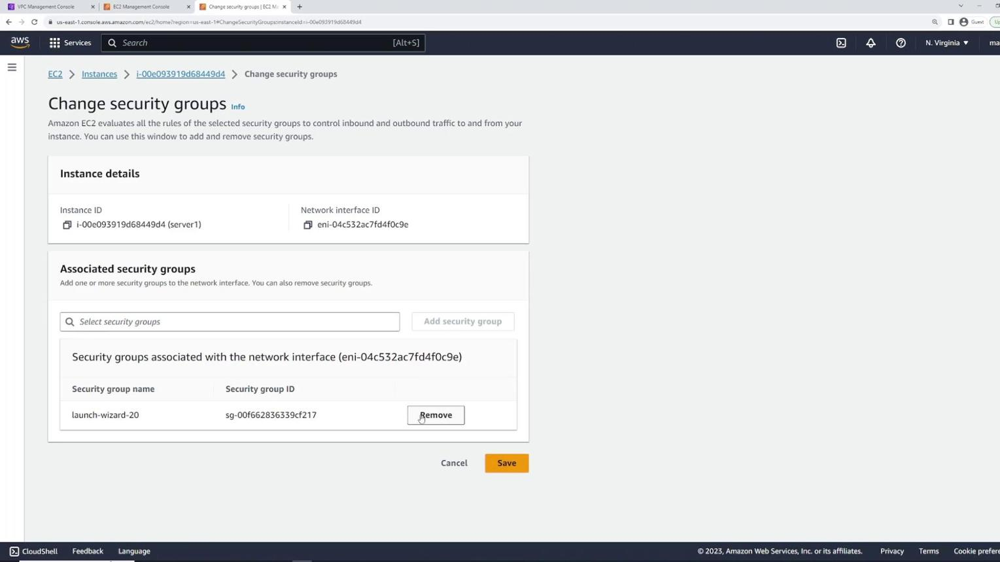 VPC Management Console
EC2 Management Console
Change security groups | EC2 Ma
us-east-1.console.aws.amazon.com/ec2/home?region=us-east-1#ChangeSecurityGroups:instanceId=i-00e093919d68449d4
Guest
Up
aws
Services
Search
[Alt+S]
N. Virginia
ma
EC2
Instances
i-00e093919d68449d4
Change security groups
Change security groups Info
Amazon EC2 evaluates all the rules of the selected security groups to control inbound and outbound traffic to and from your
instance. You can use this window to add and remove security groups.
Instance details
Instance ID
Network interface ID
i-00e093919d68449d4 (server1)
eni-04c532ac7fd4f0c9e
Associated security groups
Add one or more security groups to the network interface. You can also remove security groups.
Select security groups
Add security group
Security groups associated with the network interface (eni-04c532ac7fd4f0c9e)
Security group name
Security group ID
launch-wizard-20
sg-00f662836339cf217
Remove
Cancel
Save
CloudShell
Feedback
Language
© 2023, Amazon Web Services, Inc. or its affiliates.
Privacy
Terms
Cookie prefere